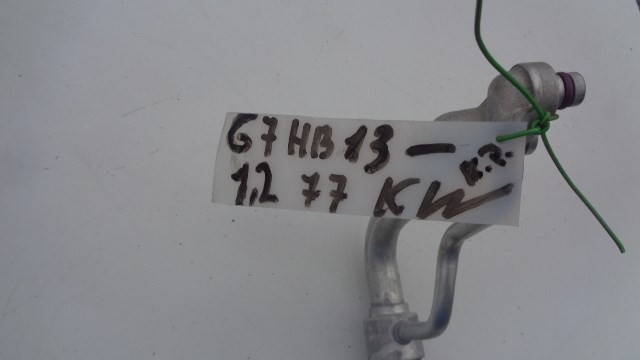 G7 HB 13 —
1,2 77 KW K.R.